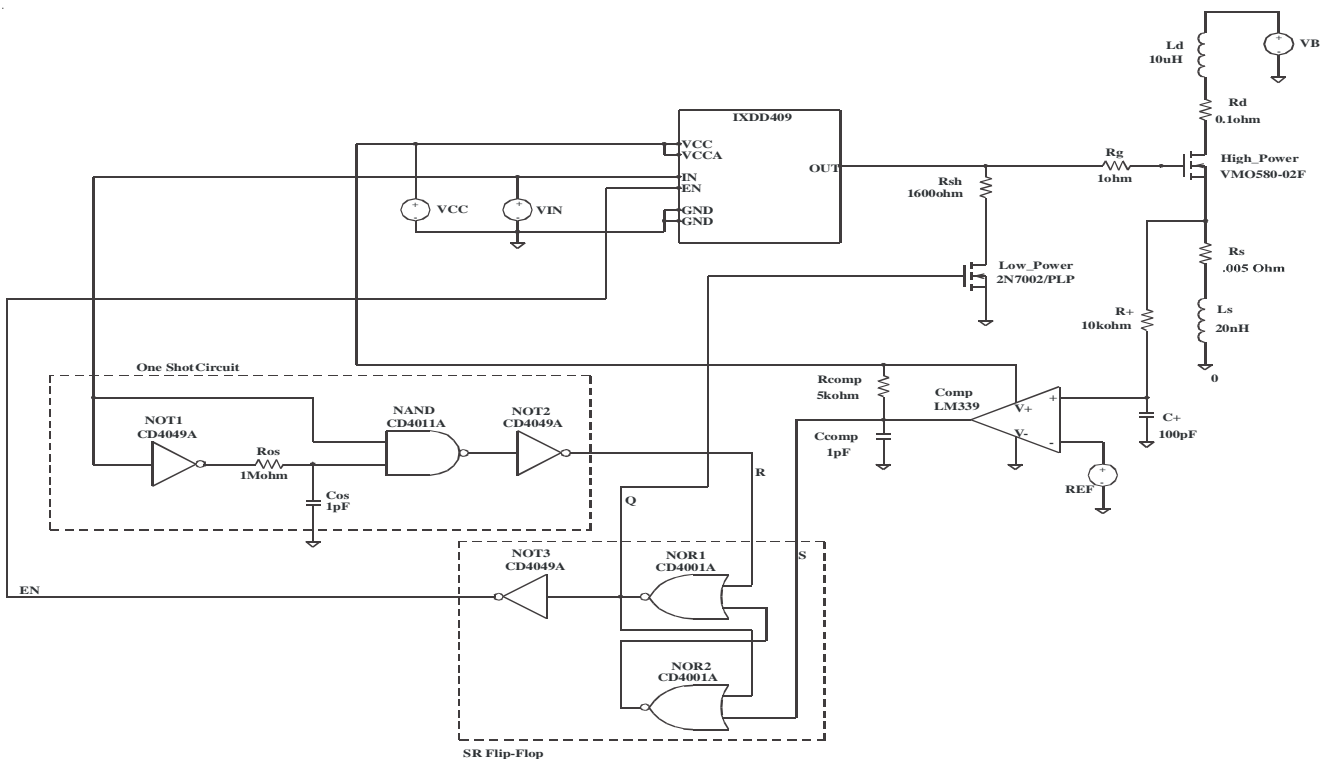 Ld
10uH
VB
Rd
0.1ohm
IXDD409
VCC
VCCA
IN
EN
OUT
GND
GND
VCC
VIN
Rg
1ohm
High_Power
VMO580-02F
Rsh
1600ohm
Low_Power
2N7002/PLP
Rs
.005 Ohm
R+
10kohm
Ls
20nH
0
One ShotCircuit
NOT1
CD4049A
NAND
CD4011A
NOT2
CD4049A
Ros
1Mohm
Cos
1pF
Rcomp
5kohm
Comp
LM339
V+
V-
+
-
Ccomp
1pF
C+
100pF
REF
R
Q
S
EN
NOT3
CD4049A
NOR1
CD4001A
NOR2
CD4001A
SR Flip-Flop